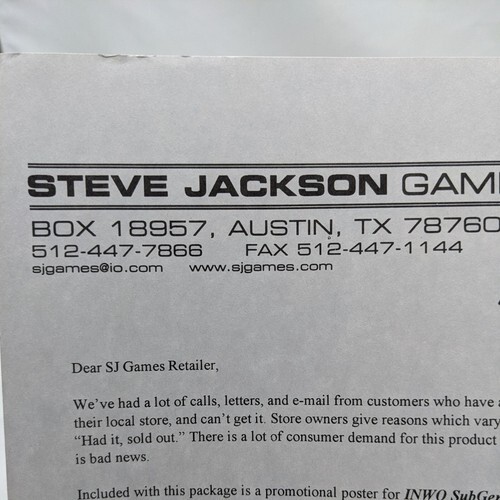 STEVE JACKSON GAM
BOX 18957, AUSTIN, TX 78760
512-447-7866 FAX 512-447-1144
sjgames@io.com www.sjgames.com
Dear SJ Games Retailer,
We've had a lot of calls, letters, and e-mail from customers who have
their local store, and can't get it. Store owners give reasons which vary
"Had it, sold out." There is a lot of consumer demand for this product
is bad news.
Included with this package is a promotional poster for INWO SubGer